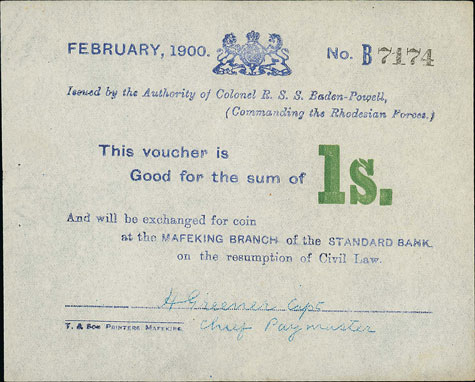 FEBRUARY, 1900. No. B 7174
Issued by the Authority of Colonel R. S. S. Baden-Powell,
(Commanding the Rhodesian Forces.)
This voucher is
Good for the sum of 1s.
And will be exchanged for coin
at the MAFEKING BRANCH of the STANDARD BANK
on the resumption of Civil Law.
H Greener Capt
Chief Paymaster
T. & Son Printers Mafeking.